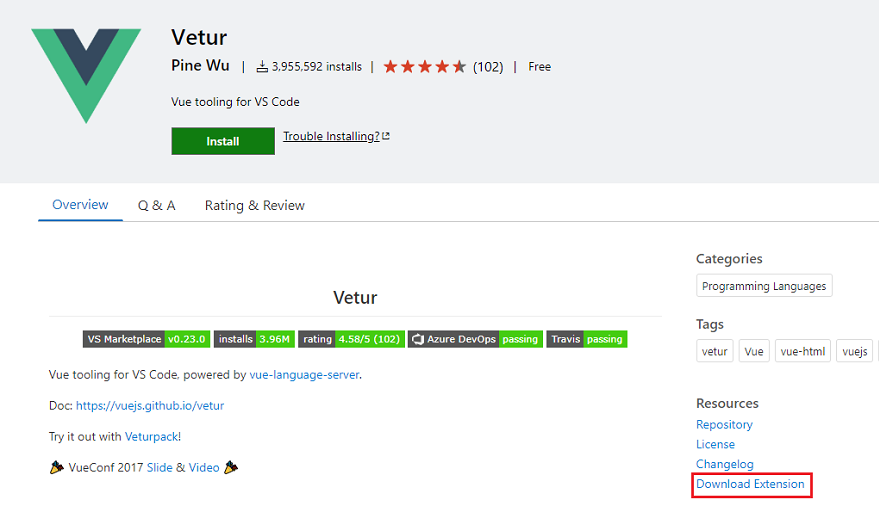 Vetur
Pine Wu | 3,955,592 installs | (102) | Free
Vue tooling for VS Code
Install Trouble Installing?
Overview Q & A Rating & Review
Vetur
VS Marketplace v0.23.0 installs 3.96M rating 4.58/5 (102) Azure DevOps passing Travis passing
Vue tooling for VS Code, powered by vue-language-server.
Doc: https://vuejs.github.io/vetur
Try it out with Veturpack!
VueConf 2017 Slide & Video
Categories
Programming Languages
Tags
vetur Vue vue-html vuejs
Resources
Repository
License
Changelog
Download Extension